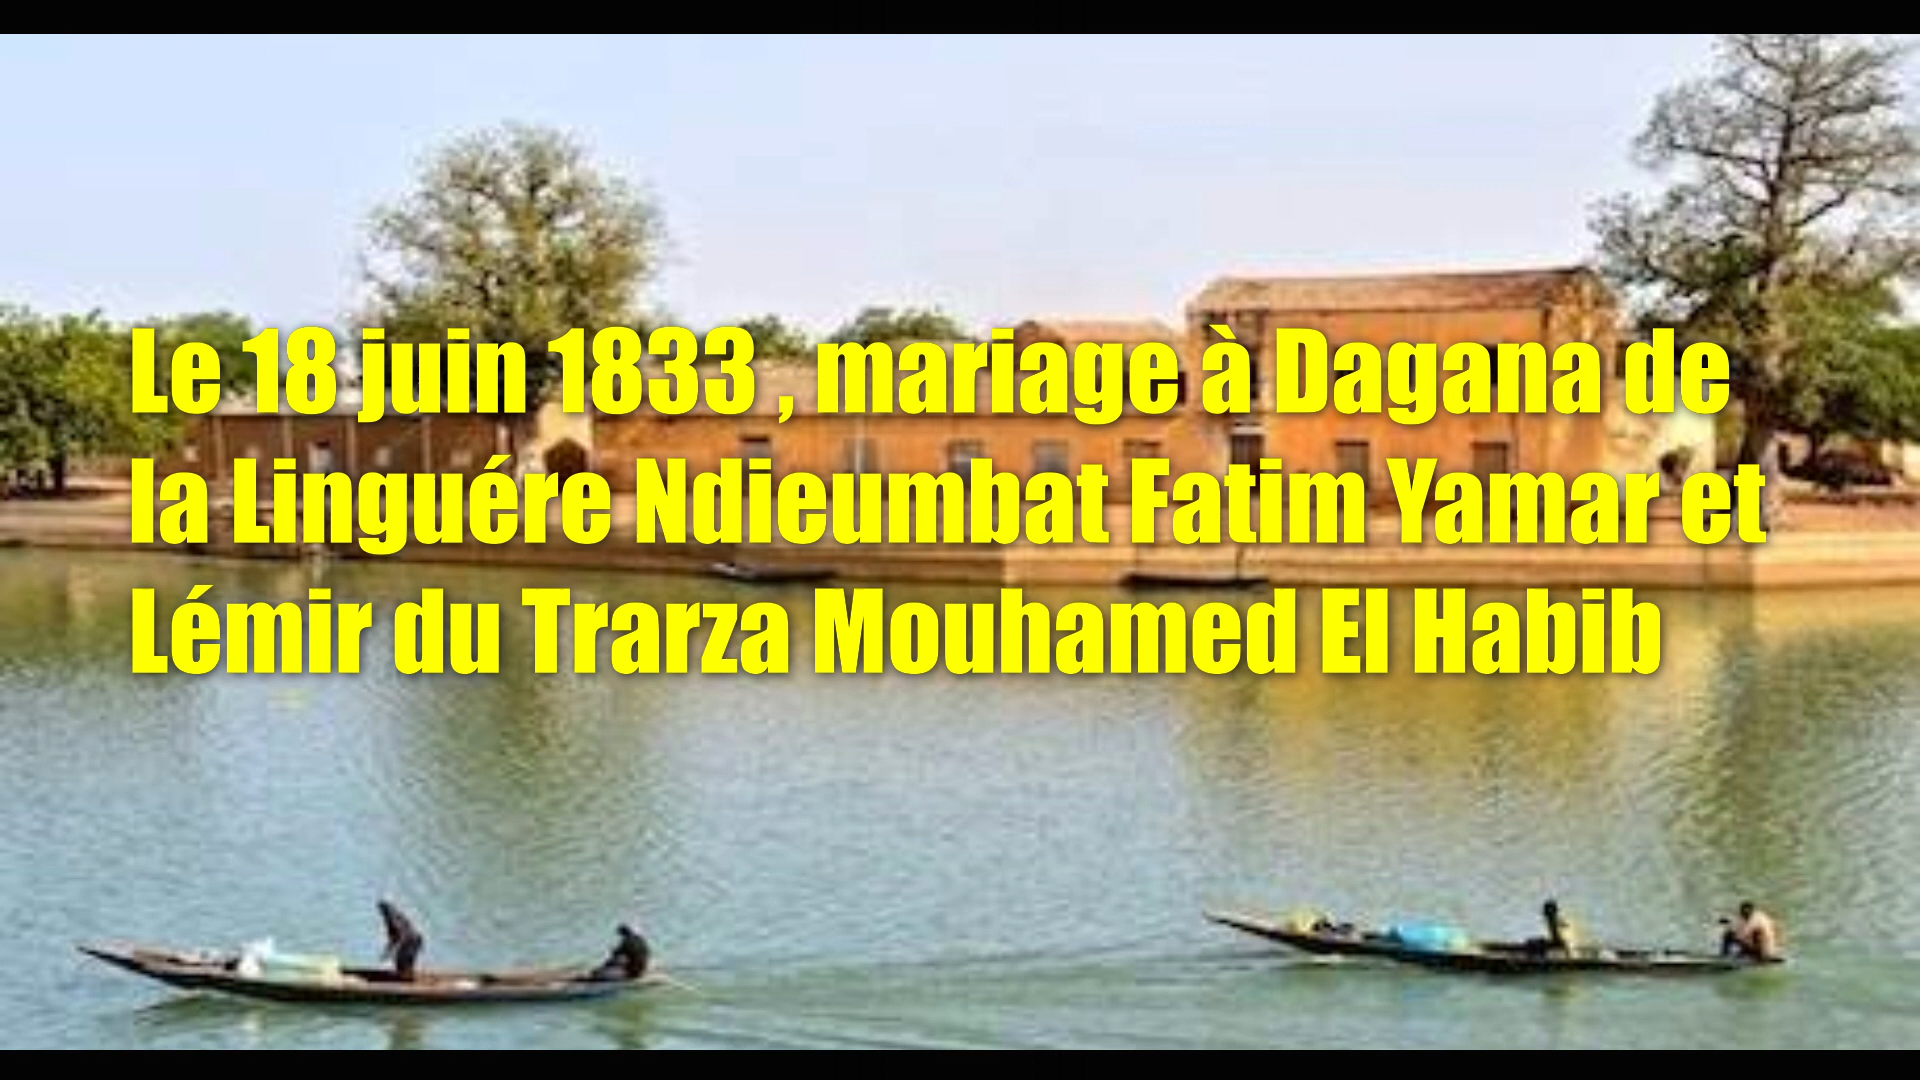 Le 18 juin 1833 , mariage à Dagana de
la Linguére Ndieumbat Fatim Yamar et
Lémir du Trarza Mouhamed El Habib